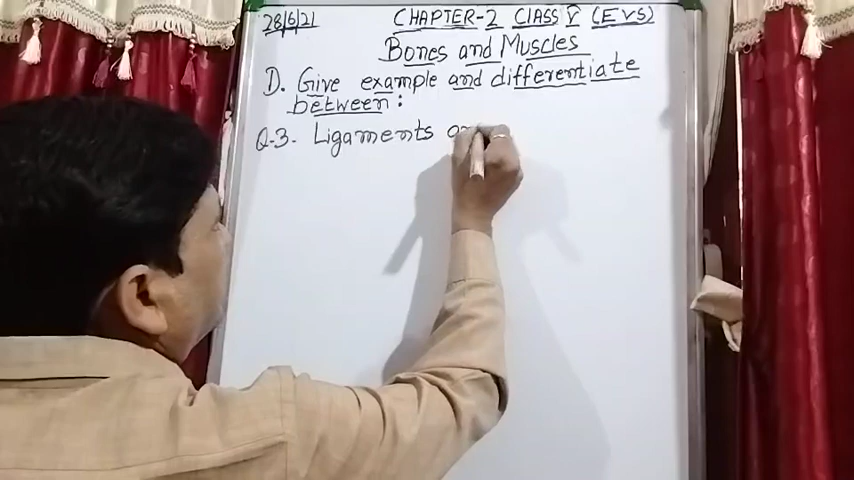 28/6/21 CHAPTER-2 CLASS V (EVS)
Bones and Muscles
D. Give example and differentiate
between:
Q.3. Ligaments